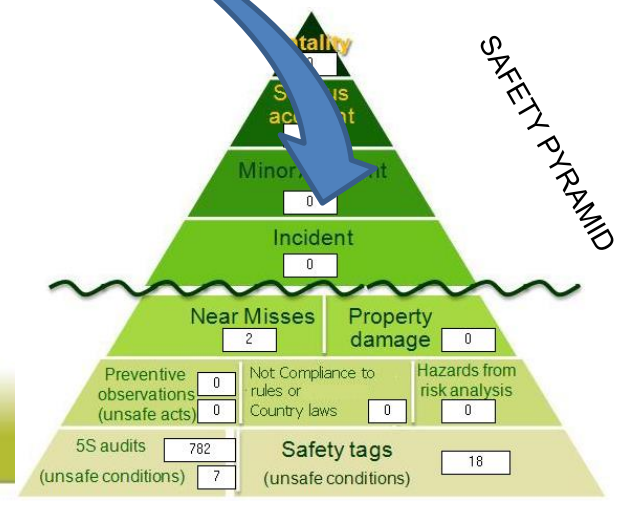 SAFETY PYRAMID
0
Minor
0
Incident
0
Near Misses
2
Property
damage
0
Preventive
observations
(unsafe acts)
0
0
Not Compliance to
rules or
Country laws
0
Hazards from
risk analysis
0
5S audits
782
(unsafe conditions)
7
Safety tags
(unsafe conditions)
18